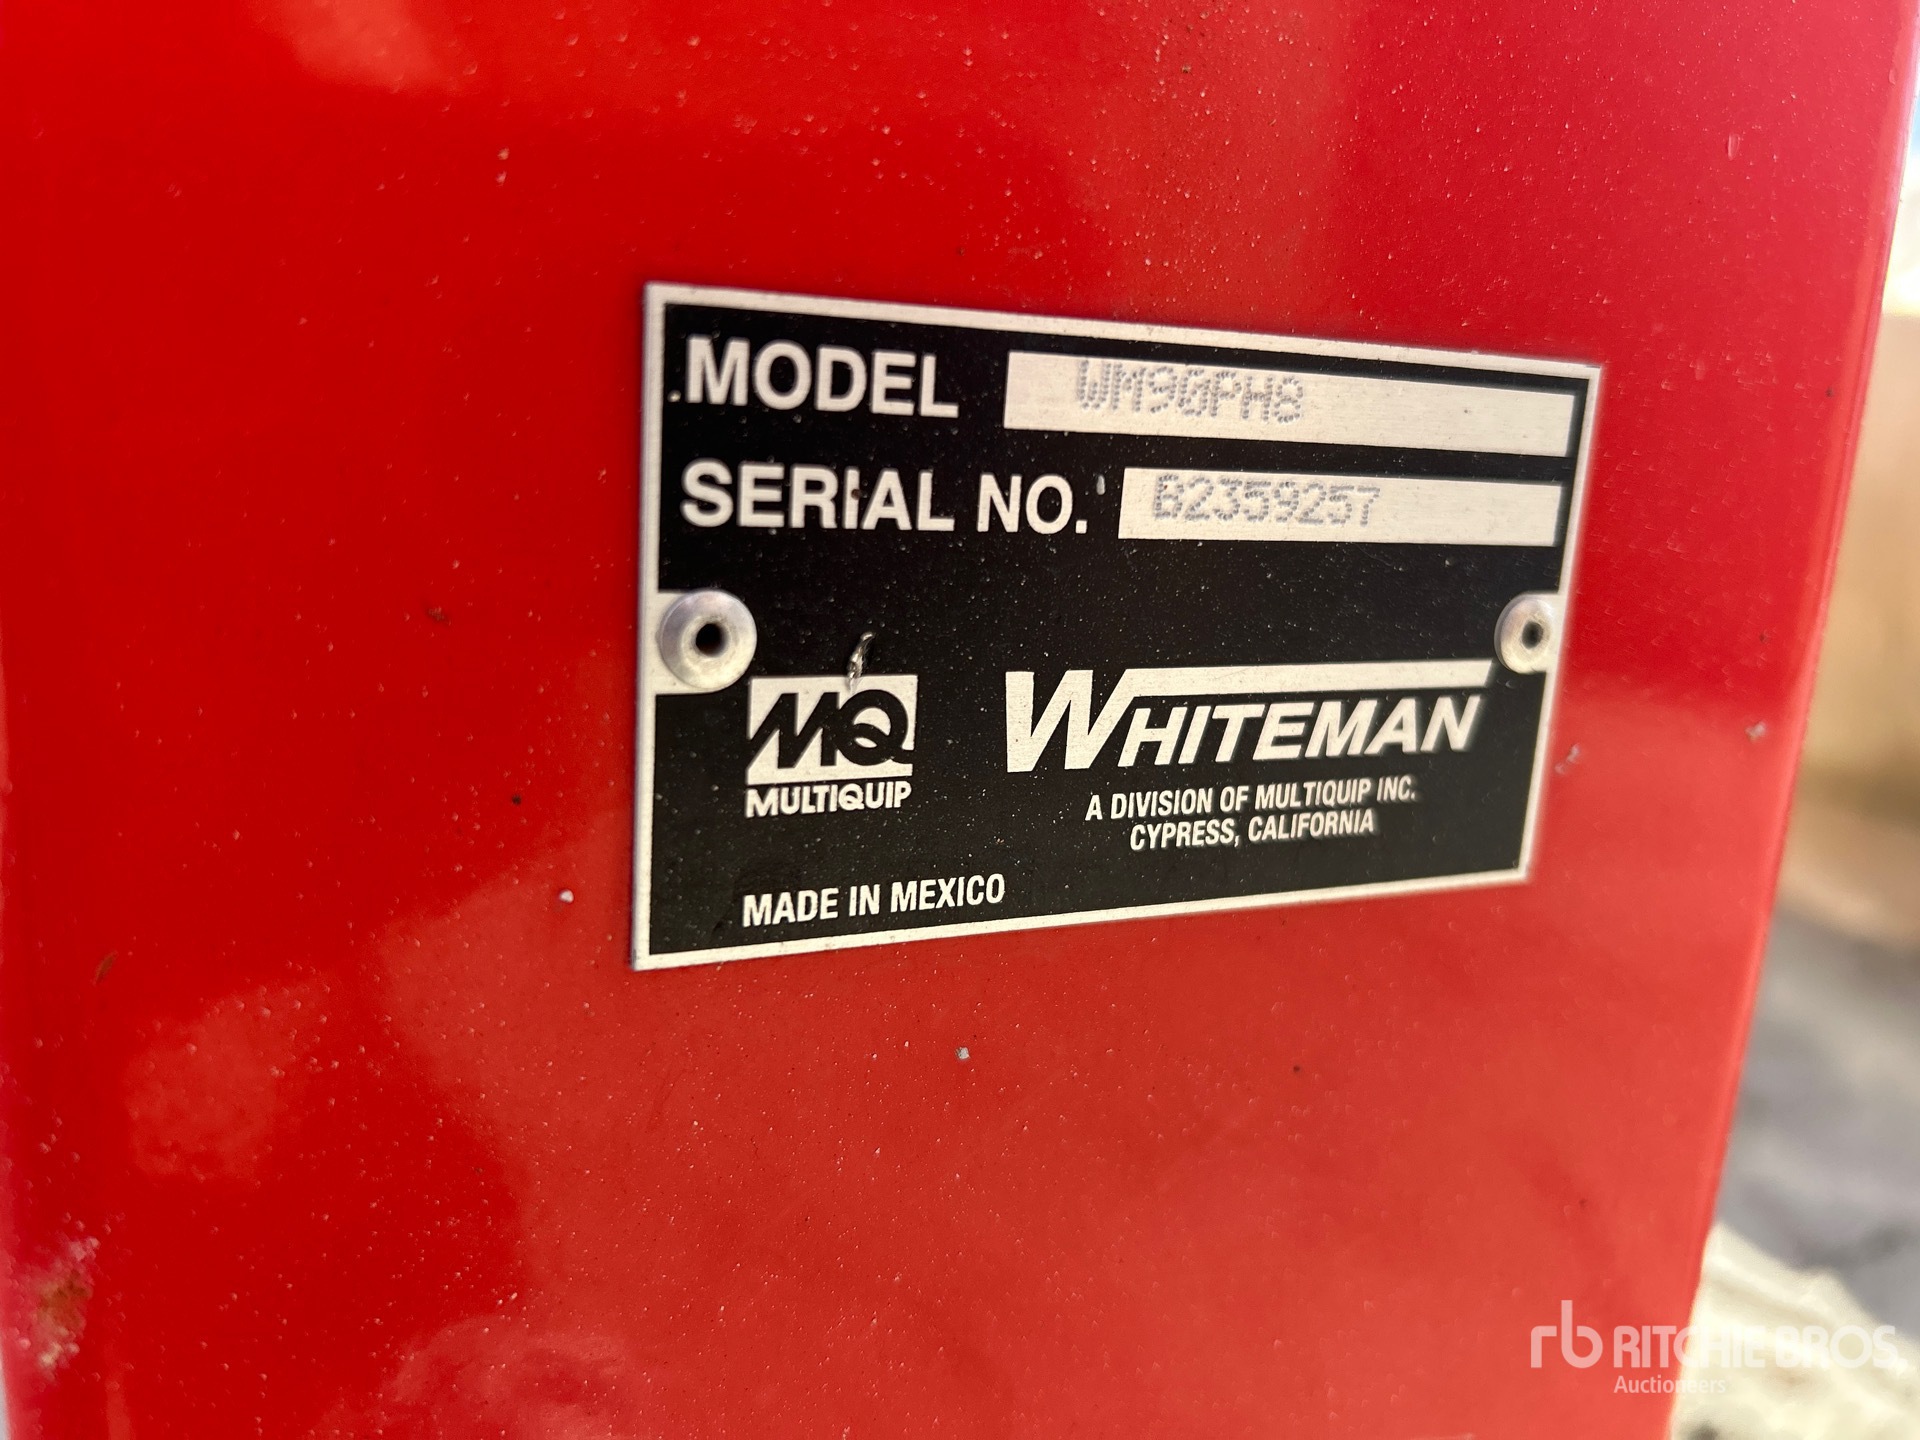 MODEL WM90PH8
SERIAL NO. B2359257
MQ
MULTIQUIP
WHITEMAN
A DIVISION OF MULTIQUIP INC.
CYPRESS, CALIFORNIA
MADE IN MEXICO
rb RITCHIE BROS.
Auctioneers